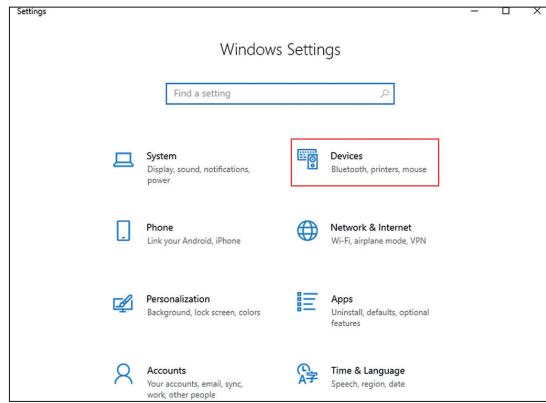 Settings
Windows Settings
Find a setting
System
Display, sound, notifications,
power
Devices
Bluetooth, printers, mouse
Phone
Link your Android, iPhone
Network & Internet
Wi-Fi, airplane mode, VPN
Personalization
Background, lock screen, colors
Apps
Uninstall, defaults, optional
features
Accounts
Your accounts, email, sync,
work, other people
Time & Language
Speech, region, date